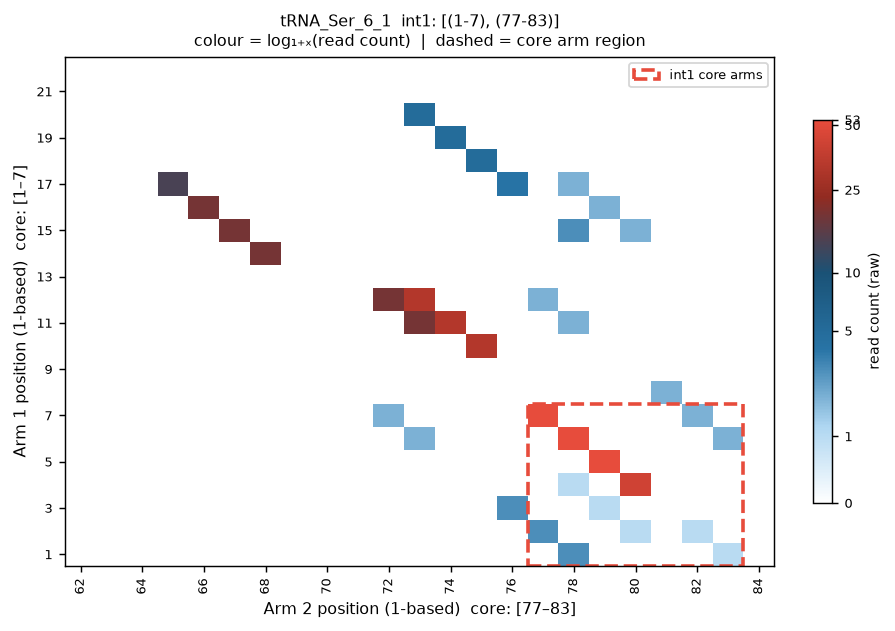 tRNA_Ser_6_1  int1: [(1-7), (77-83)]
colour = log₁₊ₓ(read count)  |  dashed = core arm region
int1 core arms
Arm 1 position (1-based)  core: [1–7]
21
19
17
15
13
11
9
7
5
3
1
62 64 66 68 70 72 74 76 78 80 82 84
Arm 2 position (1-based)  core: [77–83]
53
50
25
10
5
1
0
read count (raw)